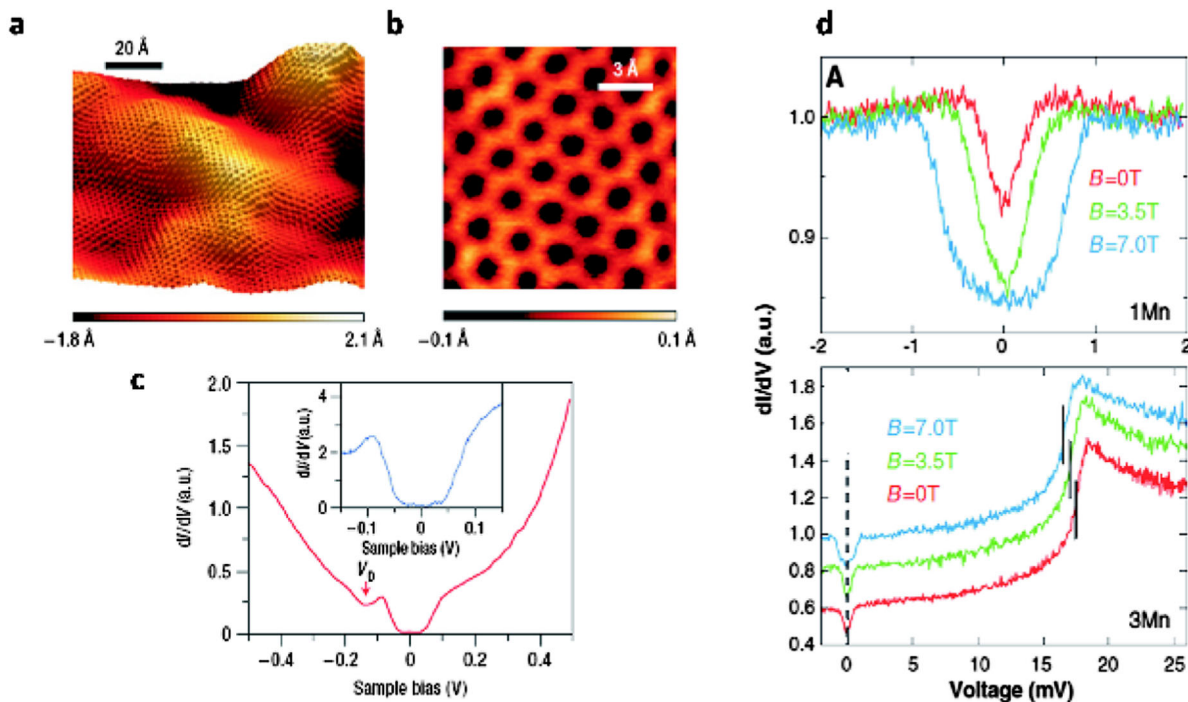 a
20 Å
−1.8 Å
2.1 Å
b
3 Å
−0.1 Å
0.1 Å
c
2.0
1.5
1.0
0.5
0
dI/dV (a.u.)
−0.4
−0.2
0
0.2
0.4
Sample bias (V)
V_D
4
2
0
dI/dV (a.u.)
−0.1
0
0.1
Sample bias (V)
d
A
1.0
0.9
B=0T
B=3.5T
B=7.0T
1Mn
-2
-1
0
1
2
dI/dV (a.u.)
1.8
1.6
1.4
1.2
1.0
0.8
0.6
0.4
B=7.0T
B=3.5T
B=0T
3Mn
0
5
10
15
20
25
Voltage (mV)